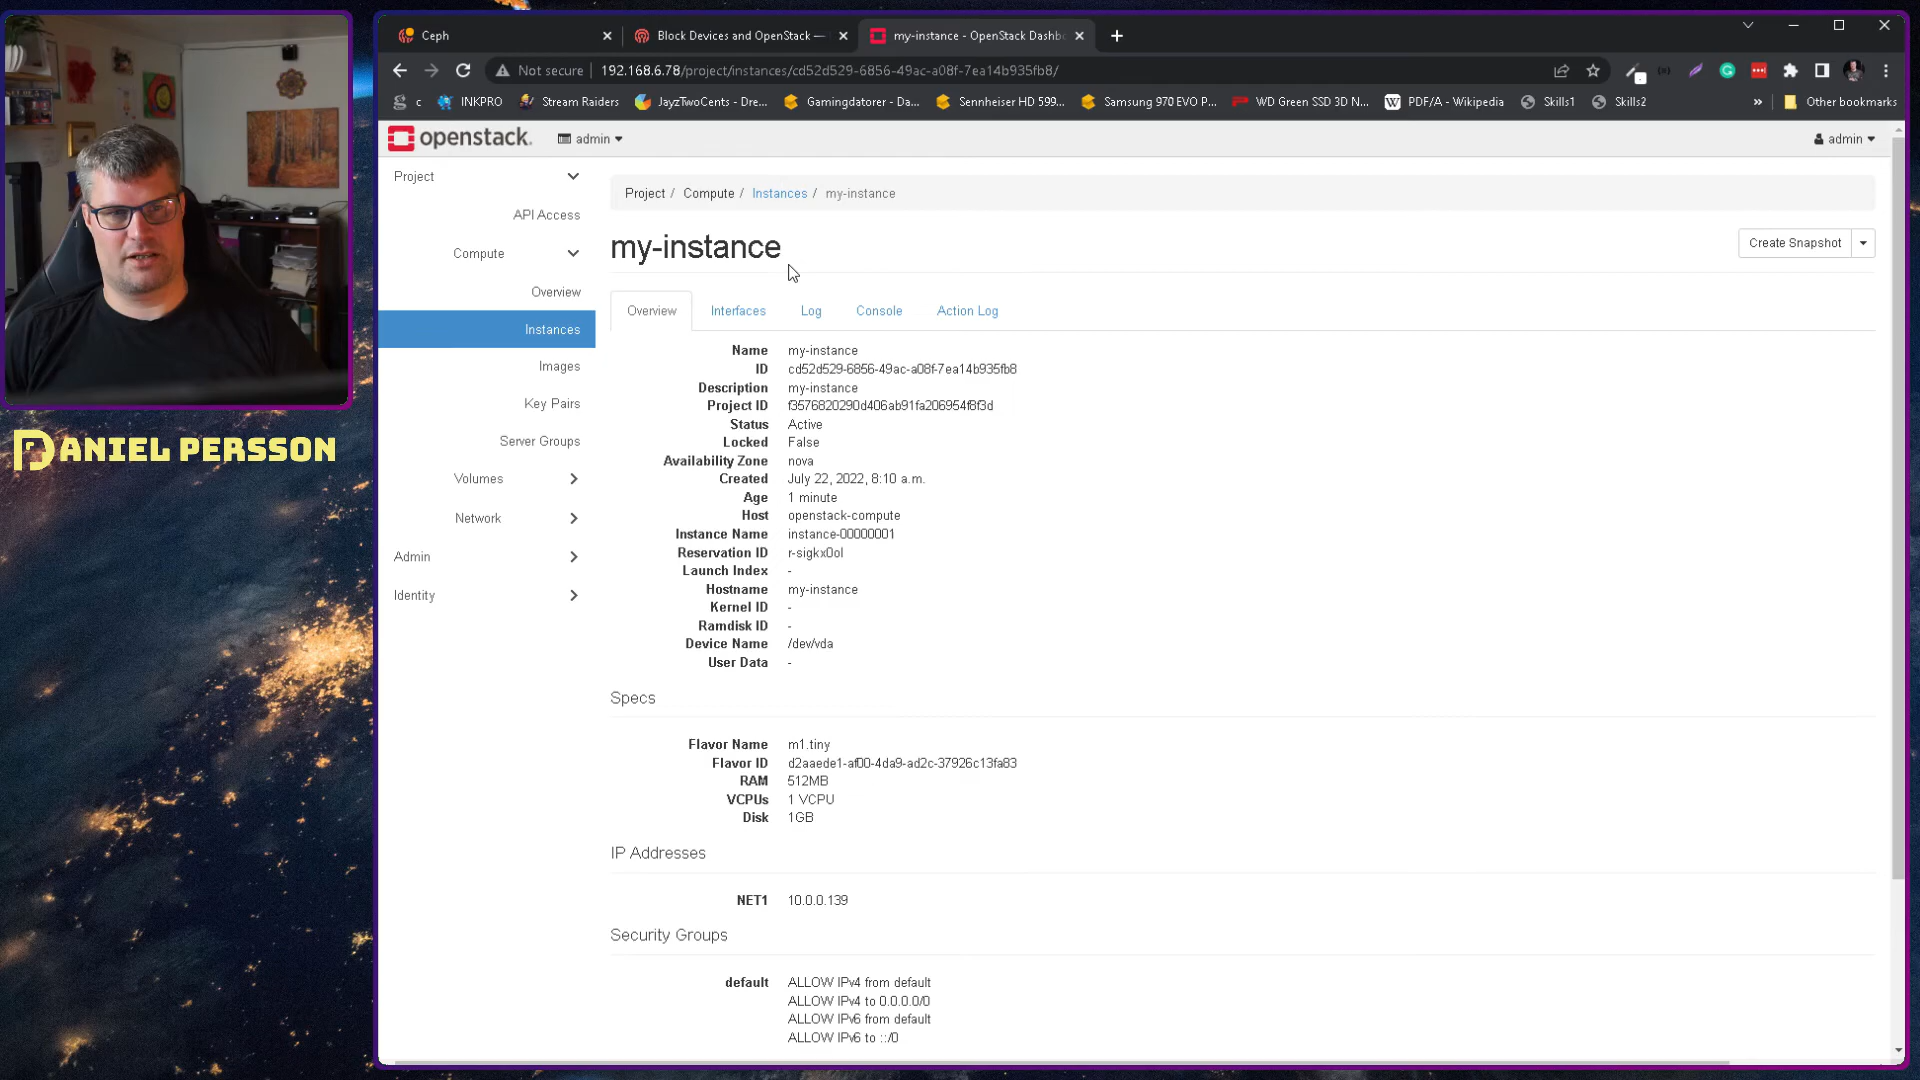 Ceph
Block Devices and OpenStack —
my-instance - OpenStack Dashbo
Not secure
192.168.6.78/project/instances/cd52d529-6856-49ac-a08f-7ea14b935fb8/
c
INKPRO
Stream Raiders
JayzTwoCents - Dre...
Gamingdatorer - Da...
Sennheiser HD 599...
Samsung 970 EVO P...
WD Green SSD 3D N...
PDF/A - Wikipedia
Skills1
Skills2
»
Other bookmarks
openstack.
admin
admin
Project
API Access
Compute
Overview
Instances
Images
Key Pairs
Server Groups
Volumes
Network
Admin
Identity
DANIEL PERSSON
Project / Compute / Instances / my-instance
my-instance
Create Snapshot
Overview Interfaces Log Console Action Log
Name my-instance
ID cd52d529-6856-49ac-a08f-7ea14b935fb8
Description my-instance
Project ID f3576820290d406ab91fa206954f8f3d
Status Active
Locked False
Availability Zone nova
Created July 22, 2022, 8:10 a.m.
Age 1 minute
Host openstack-compute
Instance Name instance-00000001
Reservation ID r-sigkx0ol
Launch Index -
Hostname my-instance
Kernel ID -
Ramdisk ID -
Device Name /dev/vda
User Data -
Specs
Flavor Name m1.tiny
Flavor ID d2aaede1-af00-4da9-ad2c-37926c13fa83
RAM 512MB
VCPUs 1 VCPU
Disk 1GB
IP Addresses
NET1 10.0.0.139
Security Groups
default ALLOW IPv4 from default
ALLOW IPv4 to 0.0.0.0/0
ALLOW IPv6 from default
ALLOW IPv6 to ::/0